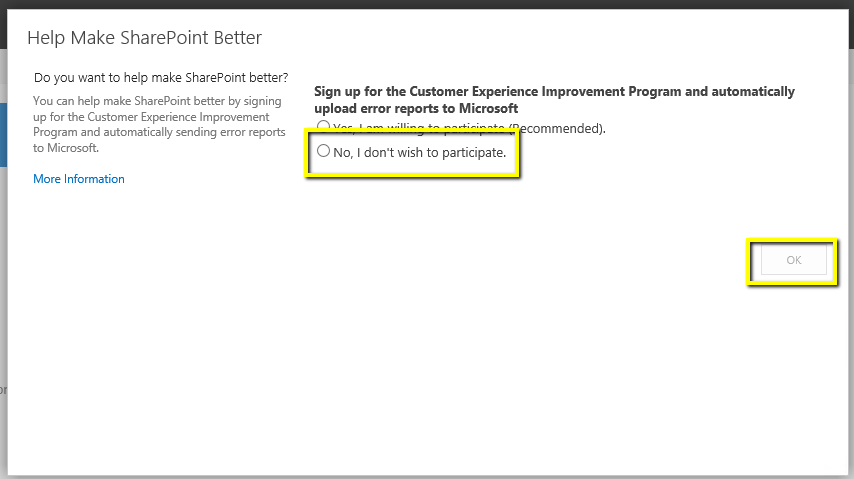 Help Make SharePoint Better
Do you want to help make SharePoint better?
You can help make SharePoint better by signing
up for the Customer Experience Improvement
Program and automatically sending error reports
to Microsoft.
More Information
Sign up for the Customer Experience Improvement Program and automatically
upload error reports to Microsoft
Yes, I am willing to participate (Recommended).
No, I don't wish to participate.
OK
or